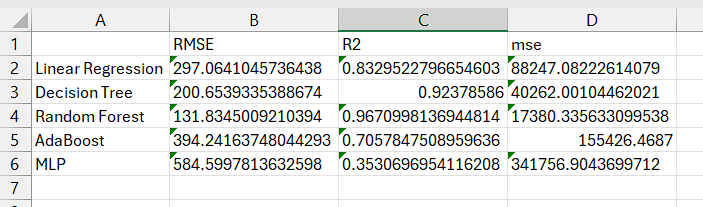 A B C D
1 RMSE R2 mse
2 Linear Regression 297.0641045736438 0.8329522796654603 88247.08222614079
3 Decision Tree 200.6539335388674 0.92378586 40262.00104462021
4 Random Forest 131.8345009210394 0.9670998136944814 17380.335633099538
5 AdaBoost 394.24163748044293 0.7057847508959636 155426.4687
6 MLP 584.5997813632598 0.3530696954116208 341756.9043699712
7